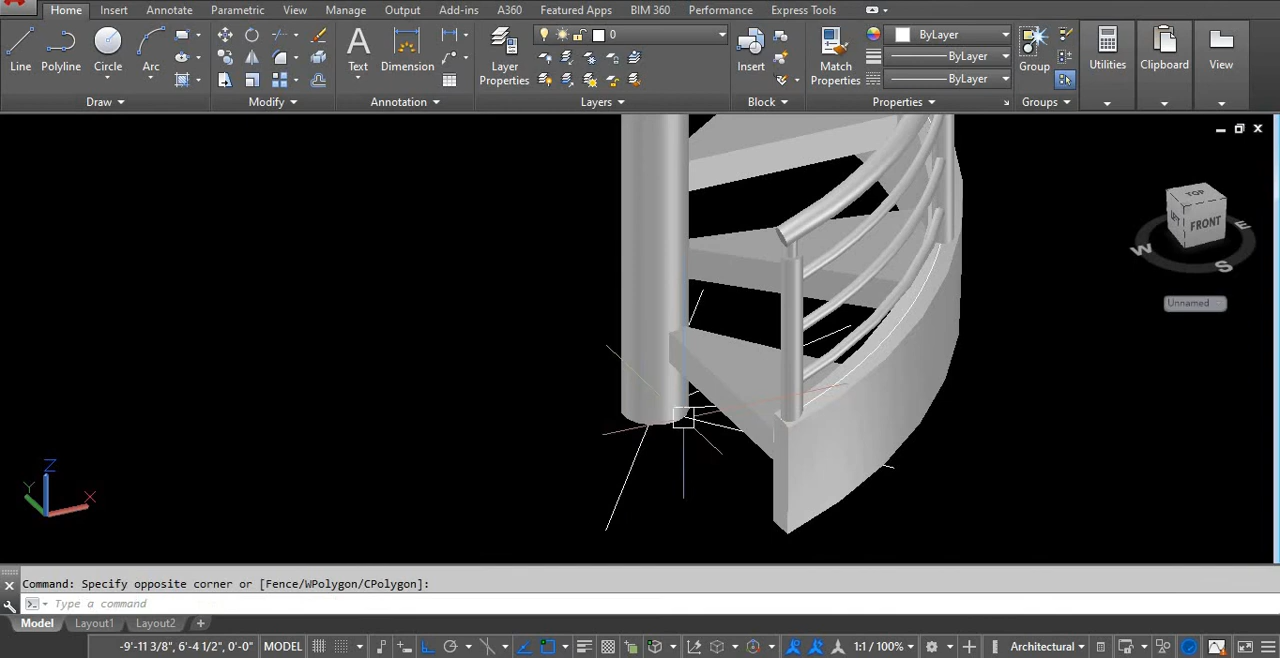 Home Insert Annotate Parametric View Manage Output Add-ins A360 Featured Apps BIM 360 Performance Express Tools
0 ByLayer
Line Polyline Circle Arc Text Dimension Layer Properties Insert Match Properties ByLayer Group Utilities Clipboard View
ByLayer
Draw Modify Annotation Layers Block Properties Groups
TOP
LEFT FRONT E
W S
Unnamed
Z
Y X
Command: Specify opposite corner or [Fence/WPolygon/CPolygon]:
Type a command
Model Layout1 Layout2 +
-9'-11 3/8", 6'-4 1/2", 0'-0" MODEL 1:1 / 100% Architectural